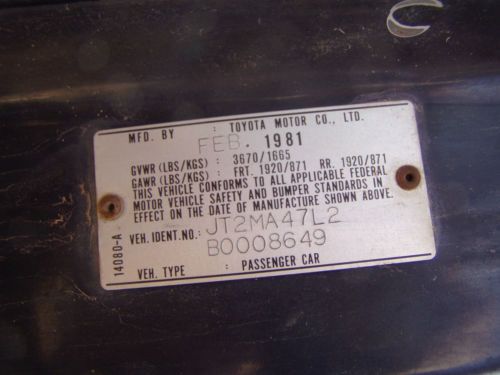 MFD. BY : TOYOTA MOTOR CO., LTD.
FEB. 1981
GVWR (LBS/KGS) : 3670/1665
GAWR (LBS/KGS) : FRT. 1920/871 RR. 1920/871
THIS VEHICLE CONFORMS TO ALL APPLICABLE FEDERAL
MOTOR VEHICLE SAFETY AND BUMPER STANDARDS IN
EFFECT ON THE DATE OF MANUFACTURE SHOWN ABOVE.
VEH. IDENT.NO.: JT2MA47L2
B0008649
VEH. TYPE : PASSENGER CAR
14080-A